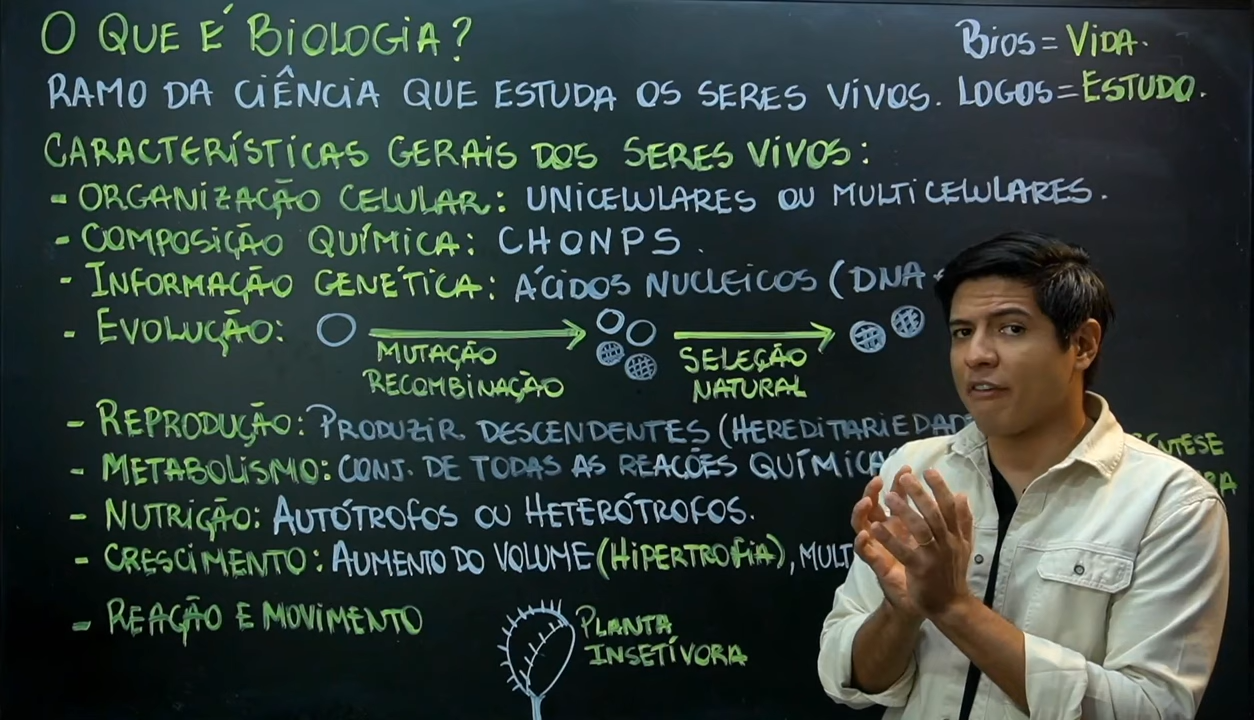 O QUE É BIOLOGIA?
BIOS = VIDA.
RAMO DA CIÊNCIA QUE ESTUDA OS SERES VIVOS.
LOGOS = ESTUDO.
CARACTERÍSTICAS GERAIS DOS SERES VIVOS:
- ORGANIZAÇÃO CELULAR: UNICELULARES OU MULTICELULARES.
- COMPOSIÇÃO QUÍMICA: CHONPS.
- INFORMAÇÃO GENÉTICA: ÁCIDOS NUCLEICOS (DNA
- EVOLUÇÃO:
MUTAÇÃO
RECOMBINAÇÃO
SELEÇÃO
NATURAL
- REPRODUÇÃO: PRODUZIR DESCENDENTES (HEREDITARIEDAD
- METABOLISMO: CONJ. DE TODAS AS REAÇÕES QUÍMICA
- NUTRIÇÃO: AUTÓTROFOS OU HETERÓTROFOS.
- CRESCIMENTO: AUMENTO DO VOLUME (HIPERTROFIA), MULT
- REAÇÃO E MOVIMENTO
PLANTA
INSETÍVORA